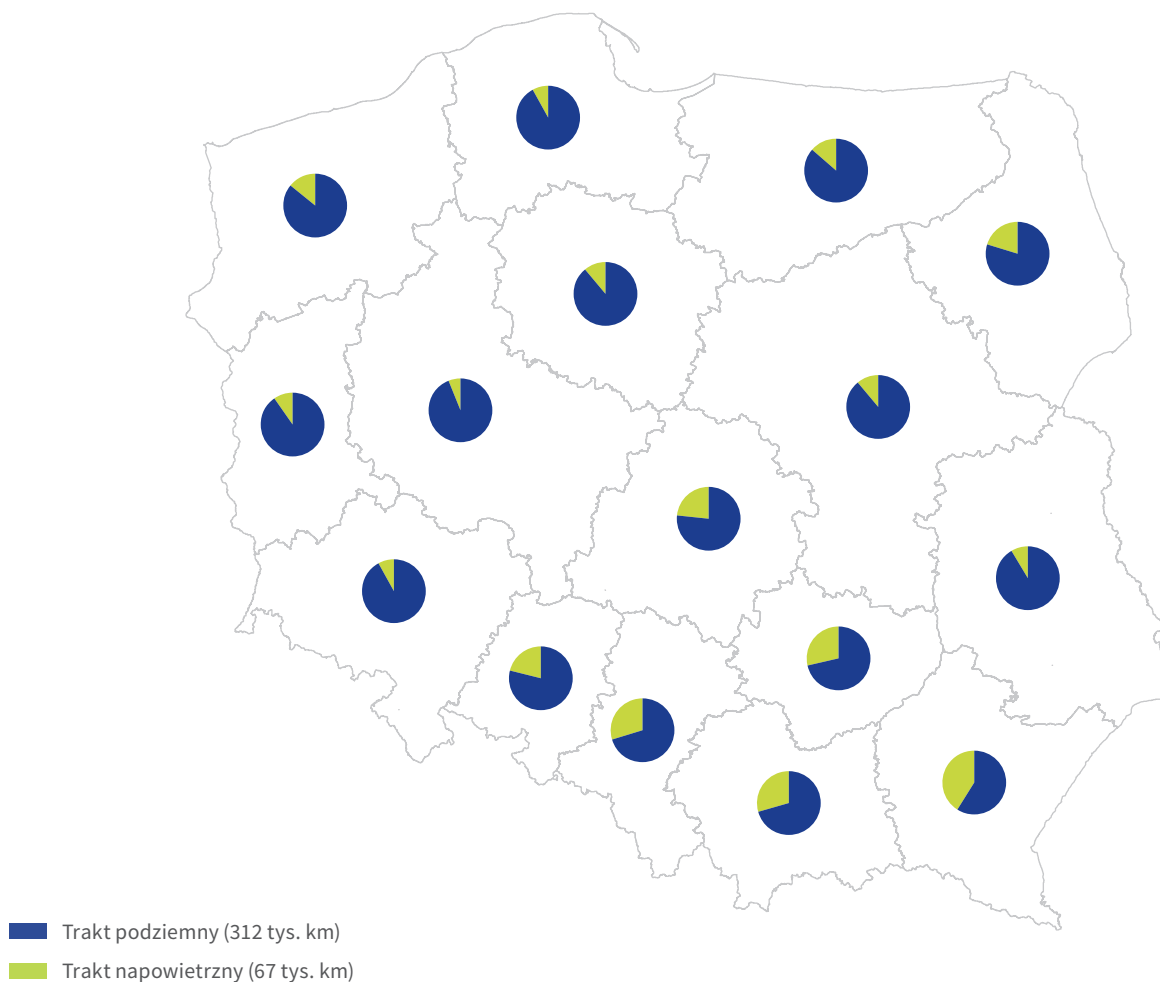 Trakt podziemny (312 tys. km)
Trakt napowietrzny (67 tys. km)